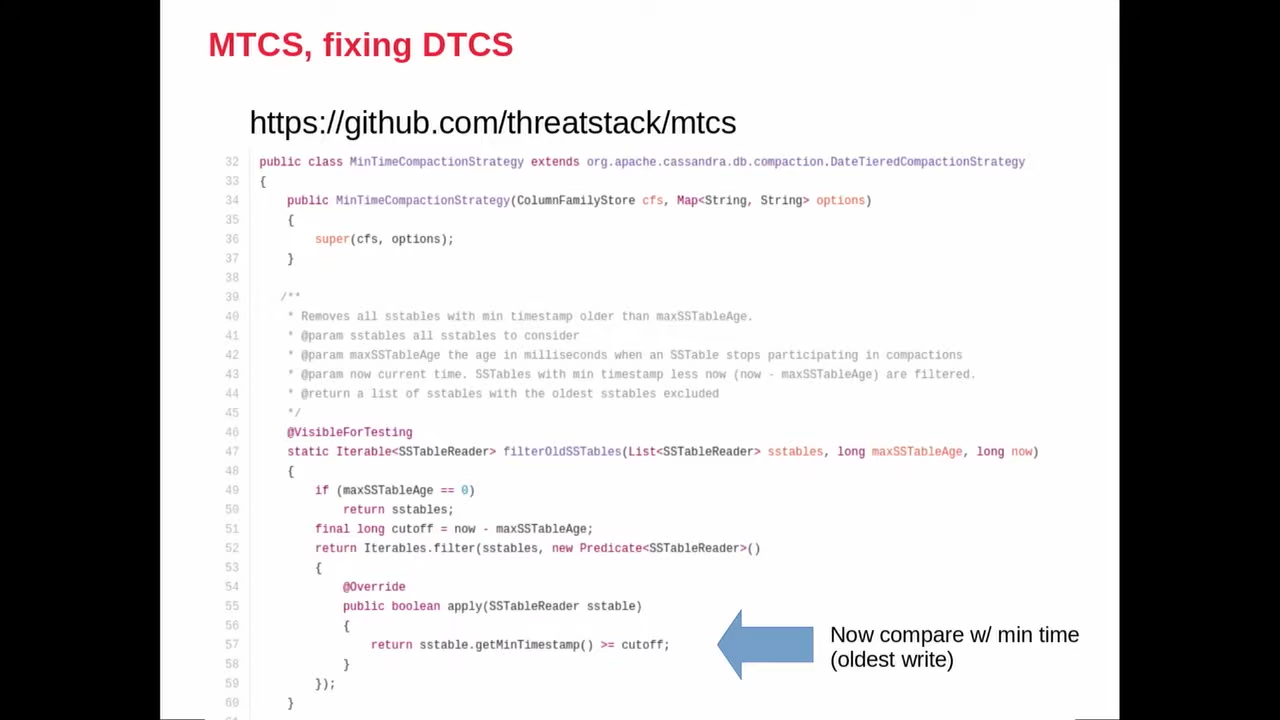 MTCS, fixing DTCS
https://github.com/threatstack/mtcs
32 public class MinTimeCompactionStrategy extends org.apache.cassandra.db.compaction.DateTieredCompactionStrategy
33 {
34 public MinTimeCompactionStrategy(ColumnFamilyStore cfs, Map<String, String> options)
35 {
36 super(cfs, options);
37 }
38
39 /**
40 * Removes all sstables with min timestamp older than maxSSTableAge.
41 * @param sstables all sstables to consider
42 * @param maxSSTableAge the age in milliseconds when an SSTable stops participating in compactions
43 * @param now current time. SSTables with min timestamp less now (now - maxSSTableAge) are filtered.
44 * @return a list of sstables with the oldest sstables excluded
45 */
46 @VisibleForTesting
47 static Iterable<SSTableReader> filterOldSSTables(List<SSTableReader> sstables, long maxSSTableAge, long now)
48 {
49 if (maxSSTableAge == 0)
50 return sstables;
51 final long cutoff = now - maxSSTableAge;
52 return Iterables.filter(sstables, new Predicate<SSTableReader>()
53 {
54 @Override
55 public boolean apply(SSTableReader sstable)
56 {
57 return sstable.getMinTimestamp() >= cutoff;
58 }
59 });
60 }
Now compare w/ min time
(oldest write)